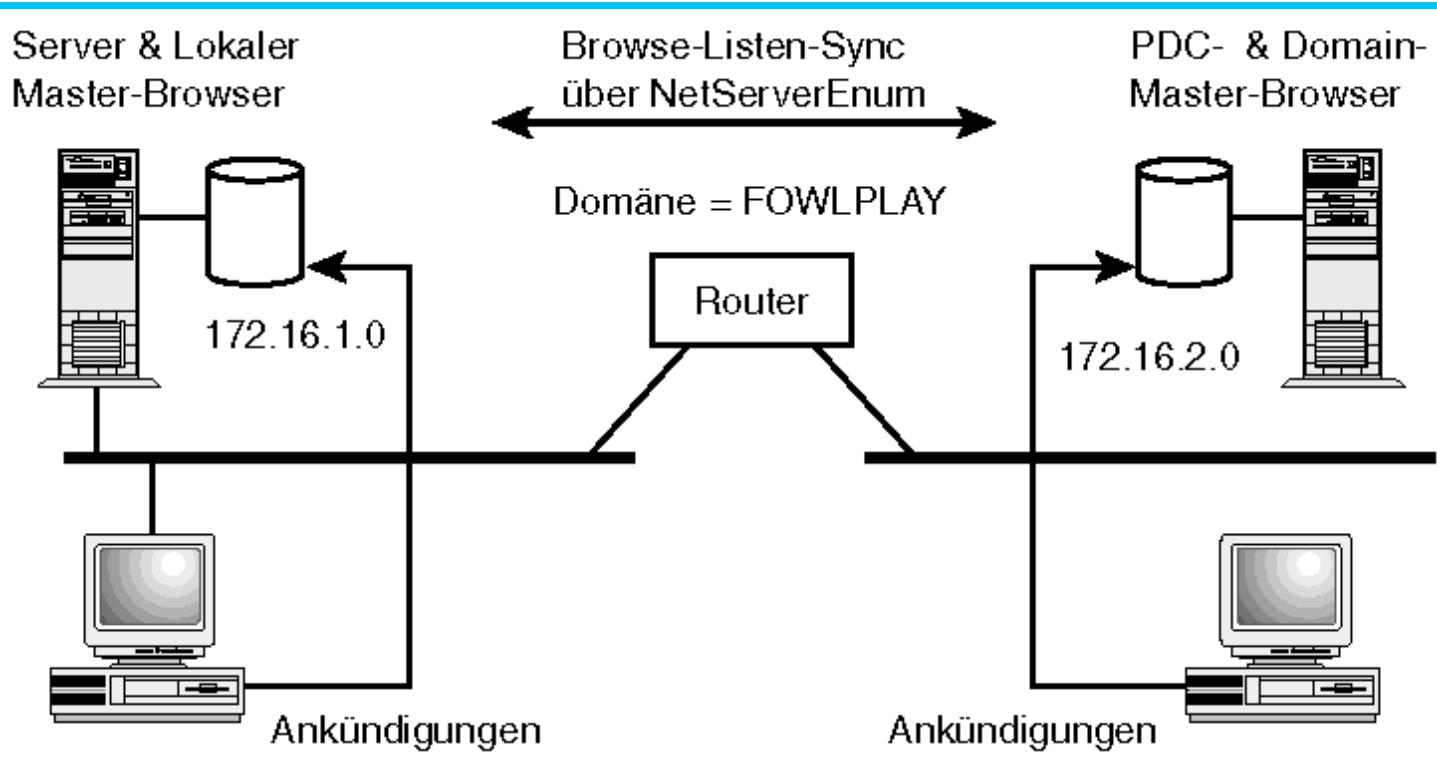 Server & Lokaler
Master-Browser
Browse-Listen-Sync
über NetServerEnum
PDC- & Domain-
Master-Browser
Domäne = FOWLPLAY
Router
172.16.1.0
172.16.2.0
Ankündigungen
Ankündigungen